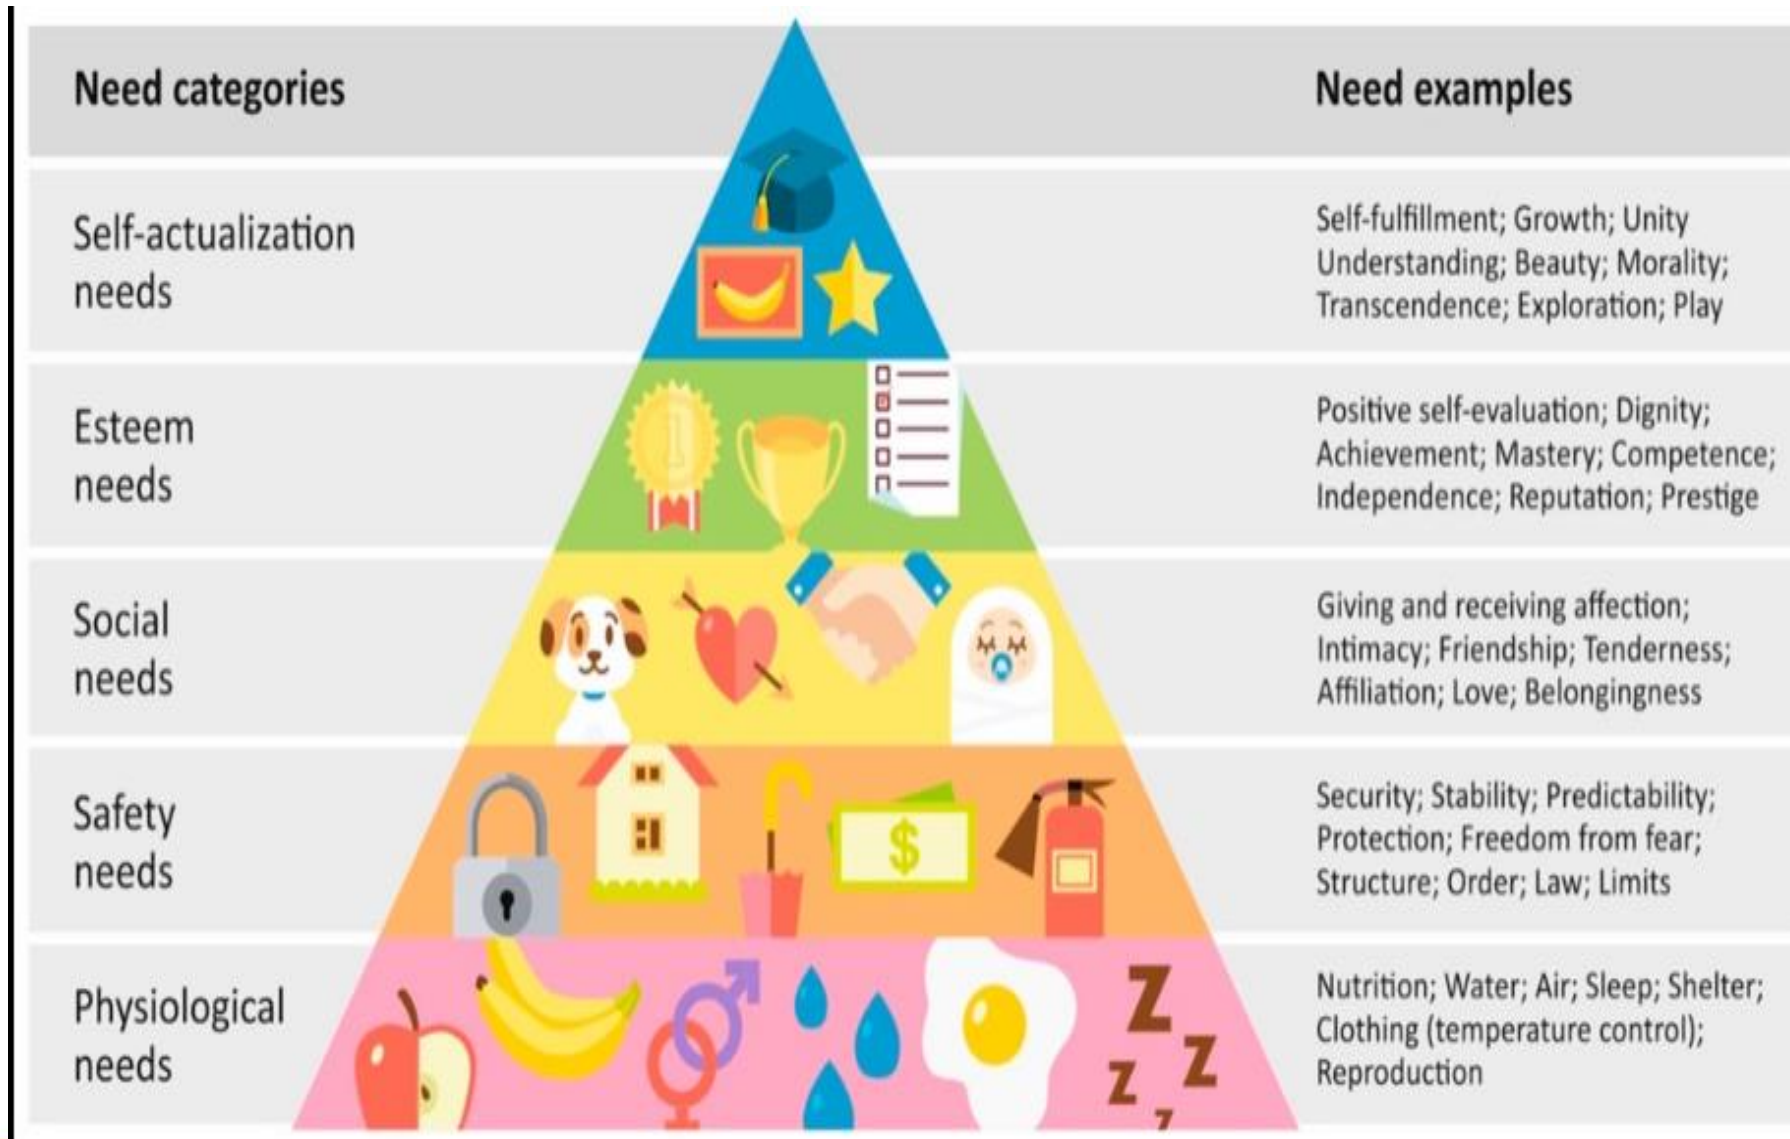 Need categories
Need examples
Self-actualization
needs
Self-fulfillment; Growth; Unity
Understanding; Beauty; Morality;
Transcendence; Exploration; Play
Esteem
needs
1
Positive self-evaluation; Dignity;
Achievement; Mastery; Competence;
Independence; Reputation; Prestige
Social
needs
Giving and receiving affection;
Intimacy; Friendship; Tenderness;
Affiliation; Love; Belongingness
Safety
needs
$
Security; Stability; Predictability;
Protection; Freedom from fear;
Structure; Order; Law; Limits
Physiological
needs
Z
Z
Z
Z
Nutrition; Water; Air; Sleep; Shelter;
Clothing (temperature control);
Reproduction